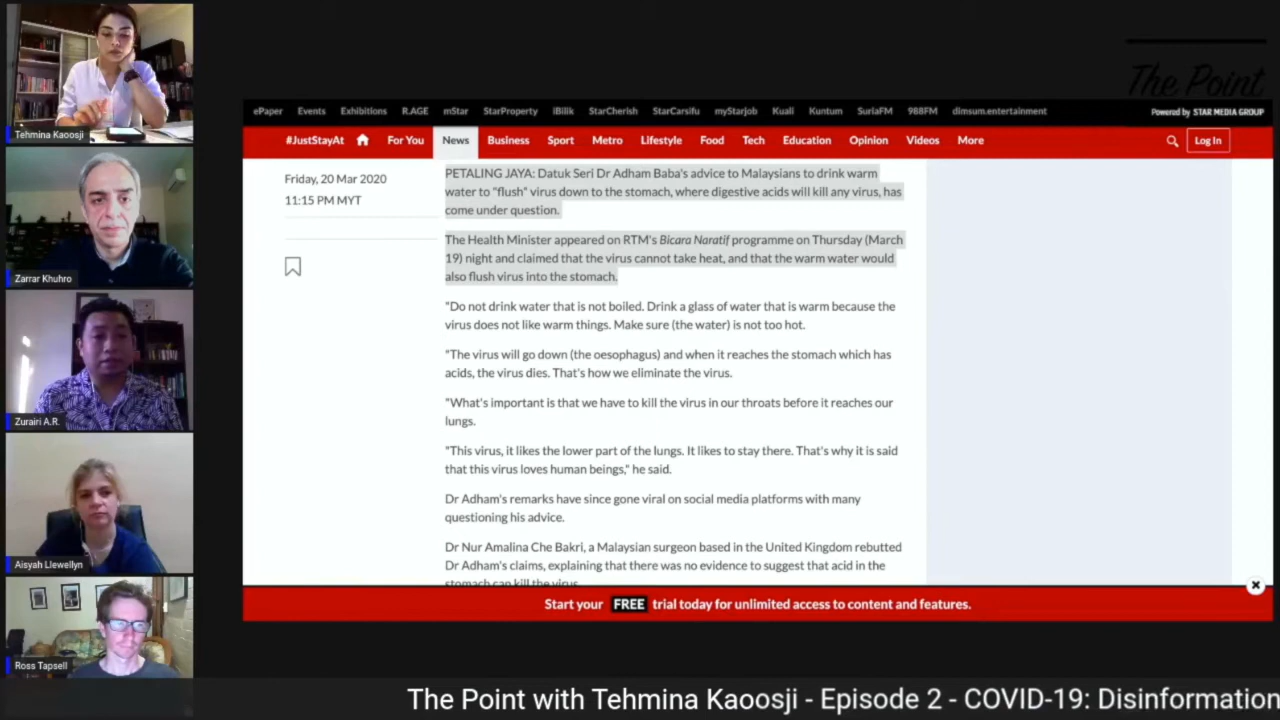 Tehmina Kaoosji
Zarrar Khuhro
Zurairi A.R.
Aisyah Llewellyn
Ross Tapsell
The Point
ePaper Events Exhibitions R.AGE mStar StarProperty iBilik StarCherish StarCarsifu myStarjob Kuali Kuntum SuriaFM 988FM dimsum.entertainment Powered by STAR MEDIA GROUP
#JustStayAt For You News Business Sport Metro Lifestyle Food Tech Education Opinion Videos More Log In
Friday, 20 Mar 2020
11:15 PM MYT
PETALING JAYA: Datuk Seri Dr Adham Baba's advice to Malaysians to drink warm
water to "flush" virus down to the stomach, where digestive acids will kill any virus, has
come under question.
The Health Minister appeared on RTM's Bicara Naratif programme on Thursday (March
19) night and claimed that the virus cannot take heat, and that the warm water would
also flush virus into the stomach.
"Do not drink water that is not boiled. Drink a glass of water that is warm because the
virus does not like warm things. Make sure (the water) is not too hot.
"The virus will go down (the oesophagus) and when it reaches the stomach which has
acids, the virus dies. That's how we eliminate the virus.
"What's important is that we have to kill the virus in our throats before it reaches our
lungs.
"This virus, it likes the lower part of the lungs. It likes to stay there. That's why it is said
that this virus loves human beings," he said.
Dr Adham's remarks have since gone viral on social media platforms with many
questioning his advice.
Dr Nur Amalina Che Bakri, a Malaysian surgeon based in the United Kingdom rebutted
Dr Adham's claims, explaining that there was no evidence to suggest that acid in the
stomach can kill the virus.
Start your FREE trial today for unlimited access to content and features.
The Point with Tehmina Kaoosji - Episode 2 - COVID-19: Disinformation